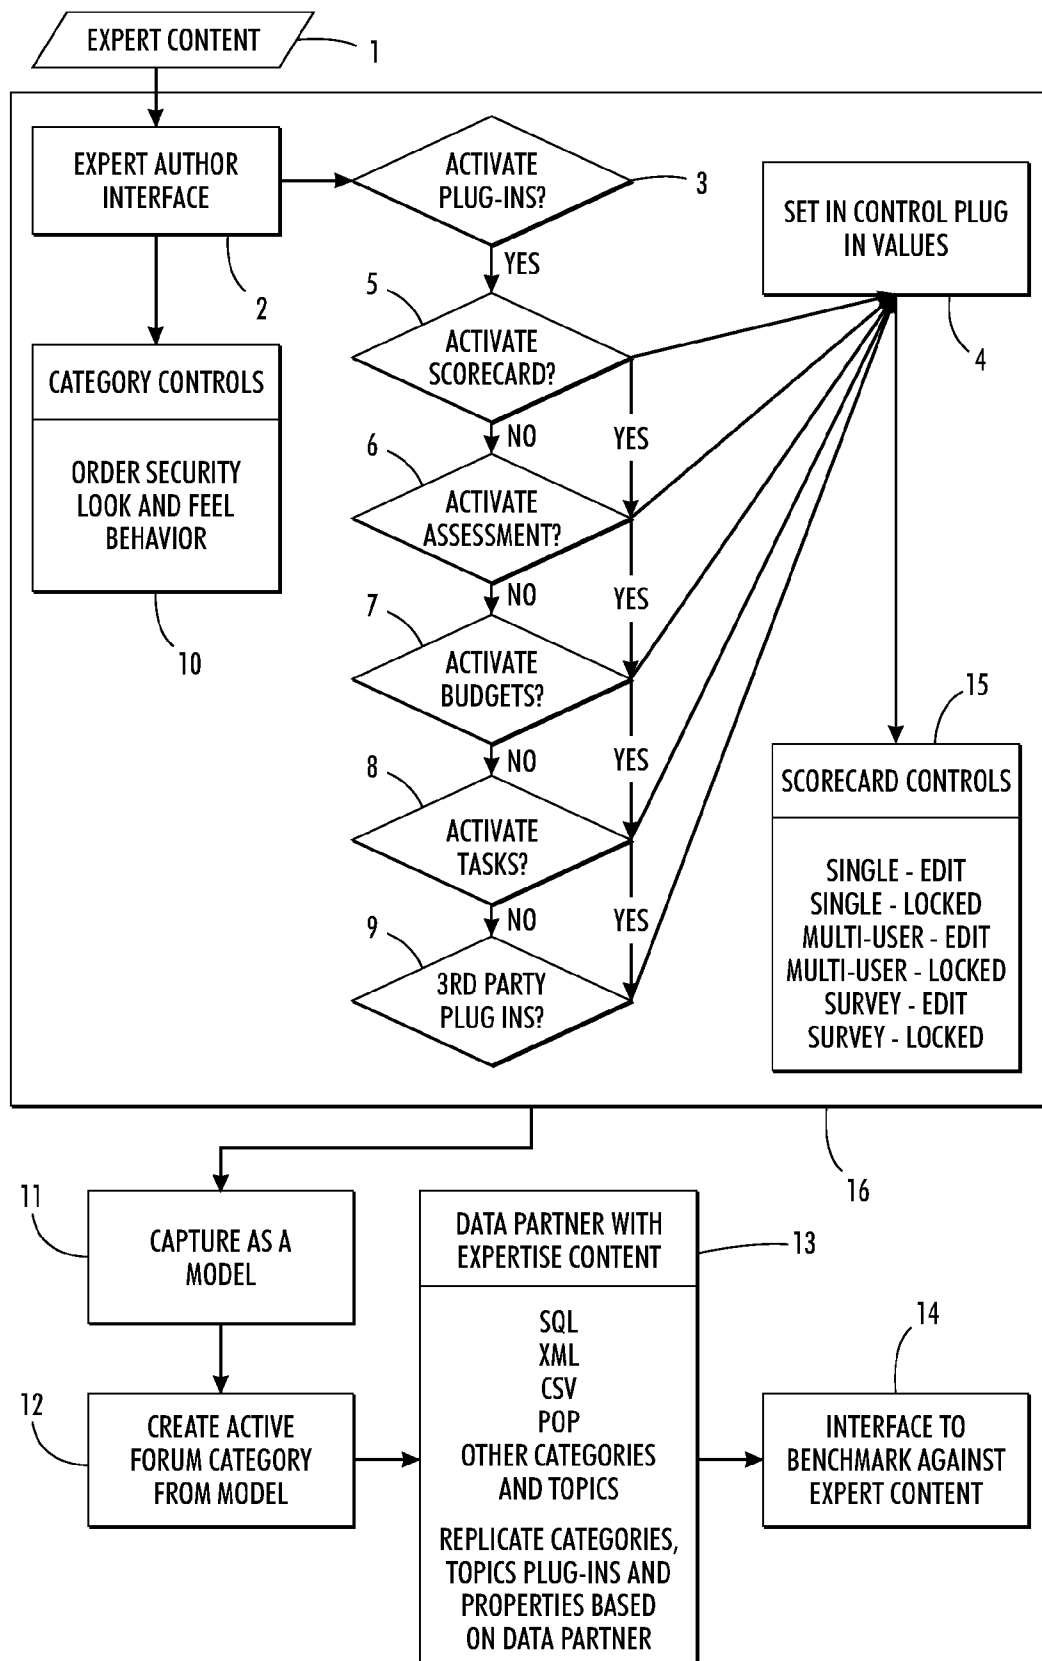 EXPERT CONTENT
1
EXPERT AUTHOR
INTERFACE
2
ACTIVATE
PLUG-INS?
3
YES
SET IN CONTROL PLUG
IN VALUES
4
CATEGORY CONTROLS
ORDER SECURITY
LOOK AND FEEL
BEHAVIOR
10
5
ACTIVATE
SCORECARD?
NO
YES
6
ACTIVATE
ASSESSMENT?
NO
YES
7
ACTIVATE
BUDGETS?
NO
YES
8
ACTIVATE
TASKS?
NO
YES
9
3RD PARTY
PLUG INS?
15
SCORECARD CONTROLS
SINGLE - EDIT
SINGLE - LOCKED
MULTI-USER - EDIT
MULTI-USER - LOCKED
SURVEY - EDIT
SURVEY - LOCKED
16
11
CAPTURE AS A
MODEL
12
CREATE ACTIVE
FORUM CATEGORY
FROM MODEL
DATA PARTNER WITH
EXPERTISE CONTENT
13
SQL
XML
CSV
POP
OTHER CATEGORIES
AND TOPICS
REPLICATE CATEGORIES,
TOPICS PLUG-INS AND
PROPERTIES BASED
ON DATA PARTNER
14
INTERFACE TO
BENCHMARK AGAINST
EXPERT CONTENT